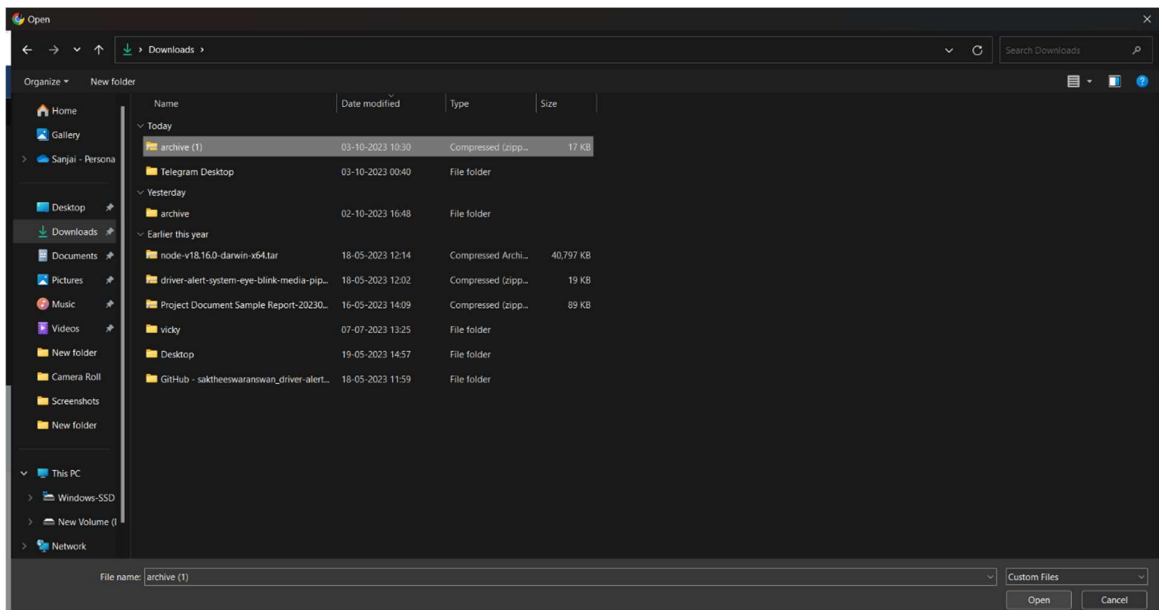 Open
Downloads
Search Downloads
Organize
New folder
Home
Gallery
Sanjai - Persona
Desktop
Downloads
Documents
Pictures
Music
Videos
New folder
Camera Roll
Screenshots
New folder
This PC
Windows-SSD
New Volume (
Network
Name Date modified Type Size
Today
archive (1) 03-10-2023 10:30 Compressed (zipp... 17 KB
Telegram Desktop 03-10-2023 00:40 File folder
Yesterday
archive 02-10-2023 16:48 File folder
Earlier this year
node-v18.16.0-darwin-x64.tar 18-05-2023 12:14 Compressed Archi... 40,797 KB
driver-alert-system-eye-blink-media-pip... 18-05-2023 12:02 Compressed (zipp... 19 KB
Project Document Sample Report-20230... 16-05-2023 14:09 Compressed (zipp... 89 KB
vicky 07-07-2023 13:25 File folder
Desktop 19-05-2023 14:57 File folder
GitHub - saktheeswaranswan_driver-alert... 18-05-2023 11:59 File folder
File name: archive (1)
Custom Files
Open
Cancel